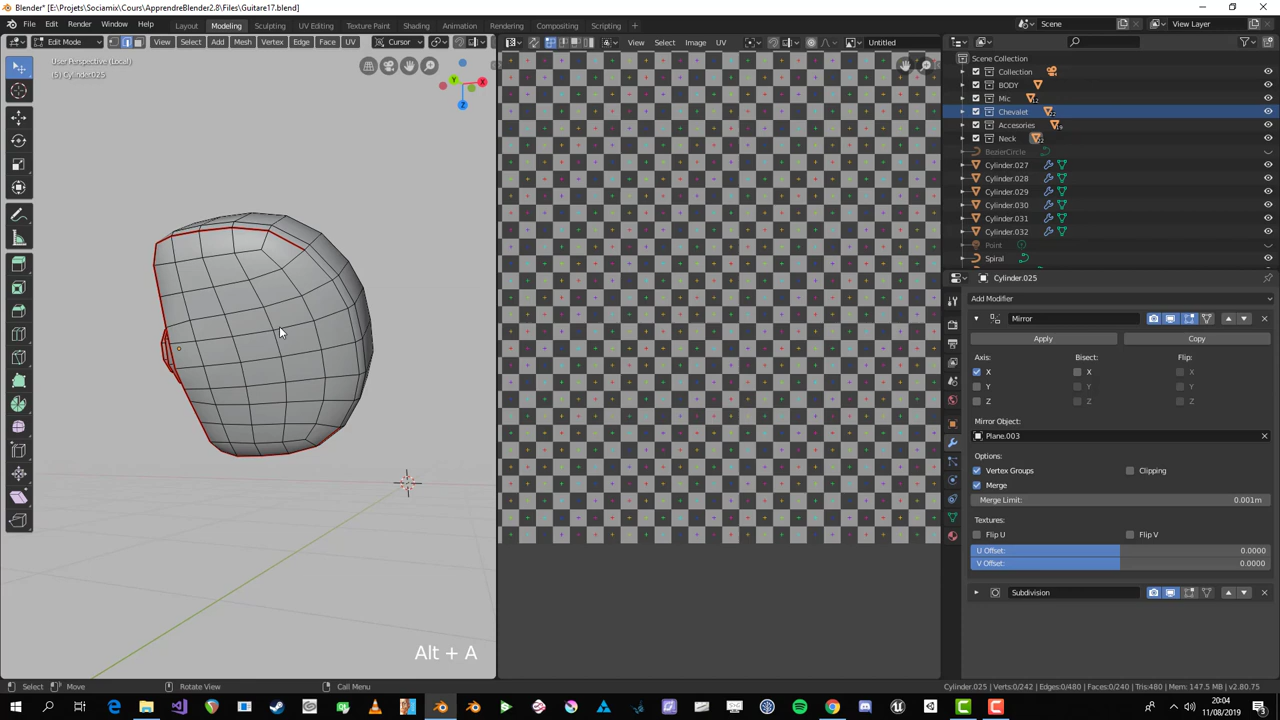 Blender* [E:\Projets\Sociamix\Cours\ApprendreBlender2.8\Files\Guitare17.blend]
File Edit Render Window Help Layout Modeling Sculpting UV Editing Texture Paint Shading Animation Rendering Compositing Scripting + Scene View Layer
Edit Mode View Select Add Mesh Vertex Edge Face UV Cursor View Select Image UV Untitled
User Perspective (Local)
(5) Cylinder.025
X
Y
Z
Scene Collection
Collection
BODY
Mic
Chevalet
Accesories
Neck
BezierCircle
Cylinder.027
Cylinder.028
Cylinder.029
Cylinder.030
Cylinder.031
Cylinder.032
Point
Spiral
Cylinder.025
Add Modifier
Mirror
Apply Copy
Axis: Bisect: Flip:
X X X
Y Y Y
Z Z Z
Mirror Object:
Plane.003
Options:
Vertex Groups Clipping
Merge
Merge Limit: 0.001m
Textures:
Flip U Flip V
U Offset: 0.0000
V Offset: 0.0000
Subdivision
Alt + A
Select Move Rotate View Call Menu Cylinder.025 | Verts:0/242 | Edges:0/480 | Faces:0/240 | Tris:480 | Mem: 147.5 MB | v2.80.75
20:04
11/08/2019